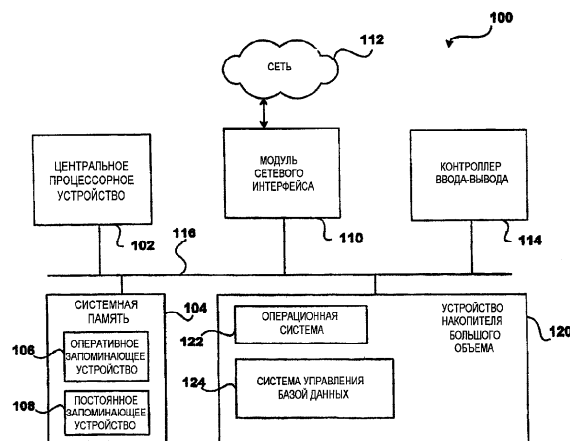 100
112
СЕТЬ
ЦЕНТРАЛЬНОЕ
ПРОЦЕССОРНОЕ
УСТРОЙСТВО
102
МОДУЛЬ
СЕТЕВОГО
ИНТЕРФЕЙСА
110
КОНТРОЛЛЕР
ВВОДА-ВЫВОДА
114
116
СИСТЕМНАЯ
ПАМЯТЬ
104
106
ОПЕРАТИВНОЕ
ЗАПОМИНАЮЩЕЕ
УСТРОЙСТВО
108
ПОСТОЯННОЕ
ЗАПОМИНАЮЩЕЕ
УСТРОЙСТВО
122
ОПЕРАЦИОННАЯ
СИСТЕМА
124
СИСТЕМА УПРАВЛЕНИЯ
БАЗОЙ ДАННЫХ
УСТРОЙСТВО
НАКОПИТЕЛЯ
БОЛЬШОГО
ОБЪЕМА
120